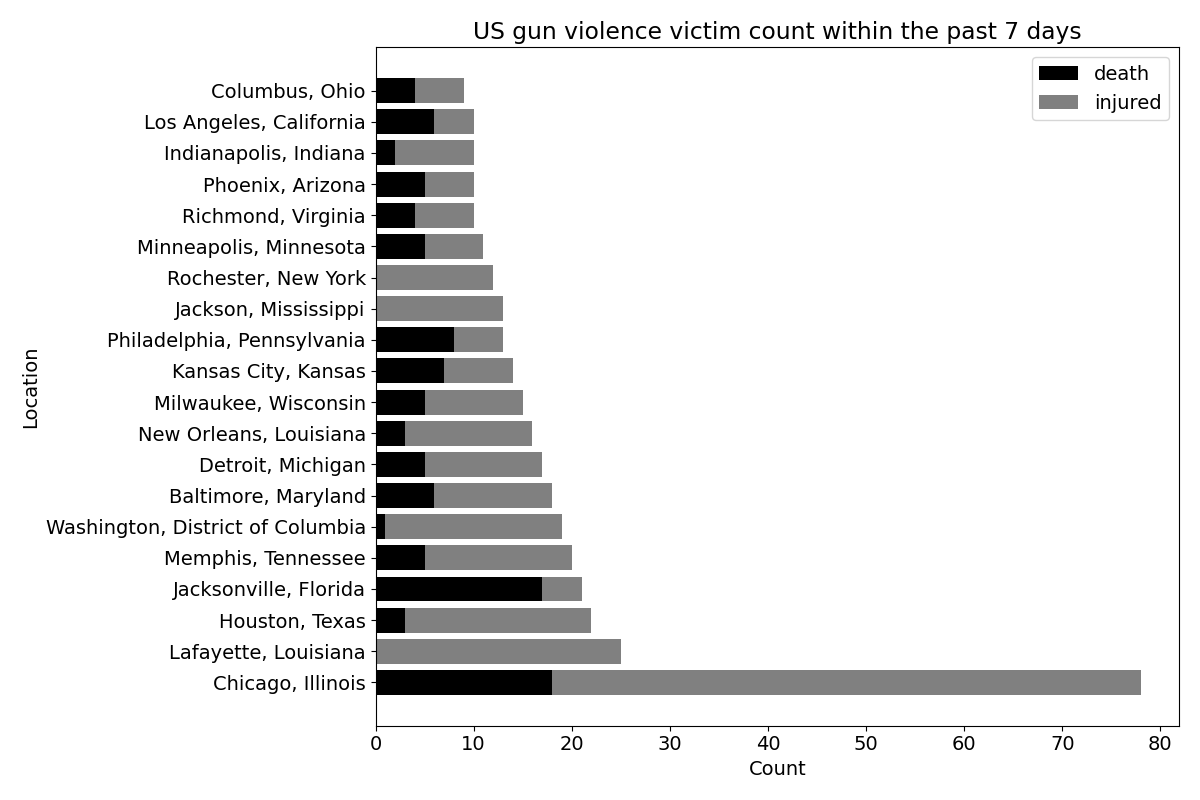 US gun violence victim count within the past 7 days
death
injured
Columbus, Ohio
Los Angeles, California
Indianapolis, Indiana
Phoenix, Arizona
Richmond, Virginia
Minneapolis, Minnesota
Rochester, New York
Jackson, Mississippi
Philadelphia, Pennsylvania
Kansas City, Kansas
Milwaukee, Wisconsin
New Orleans, Louisiana
Detroit, Michigan
Baltimore, Maryland
Washington, District of Columbia
Memphis, Tennessee
Jacksonville, Florida
Houston, Texas
Lafayette, Louisiana
Chicago, Illinois
Location
0 10 20 30 40 50 60 70 80
Count